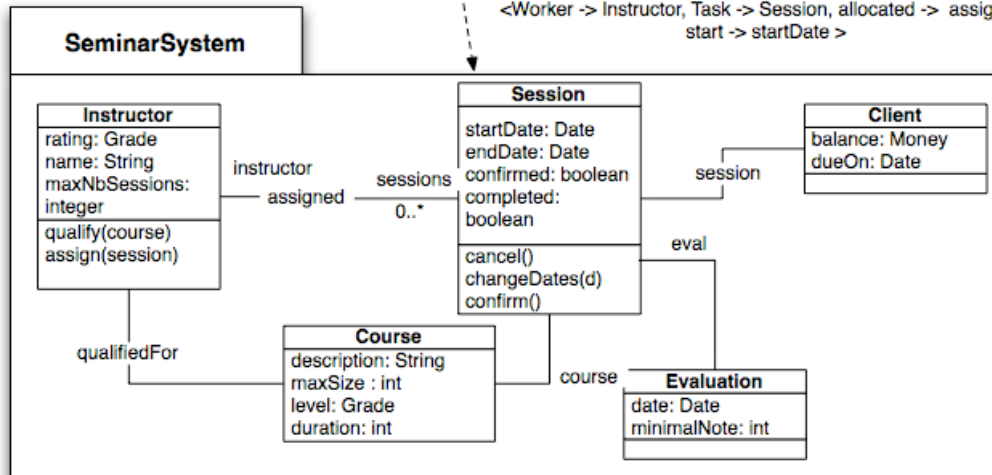 <Worker -> Instructor, Task -> Session, allocated -> assig
start -> startDate >
SeminarSystem
Instructor
rating: Grade
name: String
maxNbSessions:
integer
qualify(course)
assign(session)
instructor
assigned
sessions
0..*
Session
startDate: Date
endDate: Date
confirmed: boolean
completed:
boolean
cancel()
changeDates(d)
confirm()
session
Client
balance: Money
dueOn: Date
eval
qualifiedFor
Course
description: String
maxSize : int
level: Grade
duration: int
course
Evaluation
date: Date
minimalNote: int